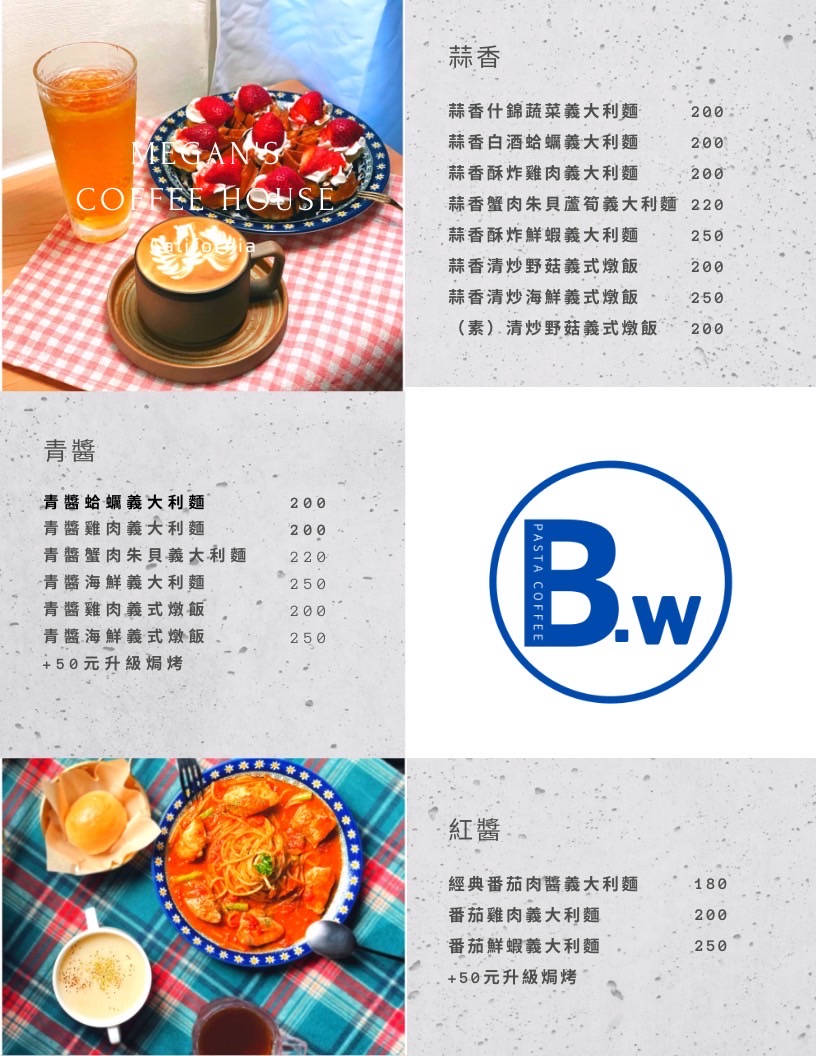 MEGAN'S
COFFEE HOUSE
California
蒜香
蒜香什錦蔬菜義大利麵 200
蒜香白酒蛤蠣義大利麵 200
蒜香酥炸雞肉義大利麵 200
蒜香蟹肉朱貝蘆筍義大利麵 220
蒜香酥炸鮮蝦義大利麵 250
蒜香清炒野菇義式燉飯 200
蒜香清炒海鮮義式燉飯 250
（素）清炒野菇義式燉飯 200
青醬
青醬蛤蠣義大利麵 200
青醬雞肉義大利麵 200
青醬蟹肉朱貝義大利麵 220
青醬海鮮義大利麵 250
青醬雞肉義式燉飯 200
青醬海鮮義式燉飯 250
+50元升級焗烤
PASTA COFFEE
B.w
紅醬
經典番茄肉醬義大利麵 180
番茄雞肉義大利麵 200
番茄鮮蝦義大利麵 250
+50元升級焗烤